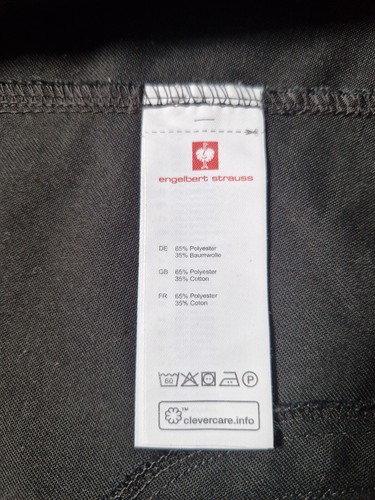 engelbert strauss
DE 65% Polyester
35% Baumwolle
GB 65% Polyester
35% Cotton
FR 65% Polyester
35% Coton
60 P
TM
clevercare.info